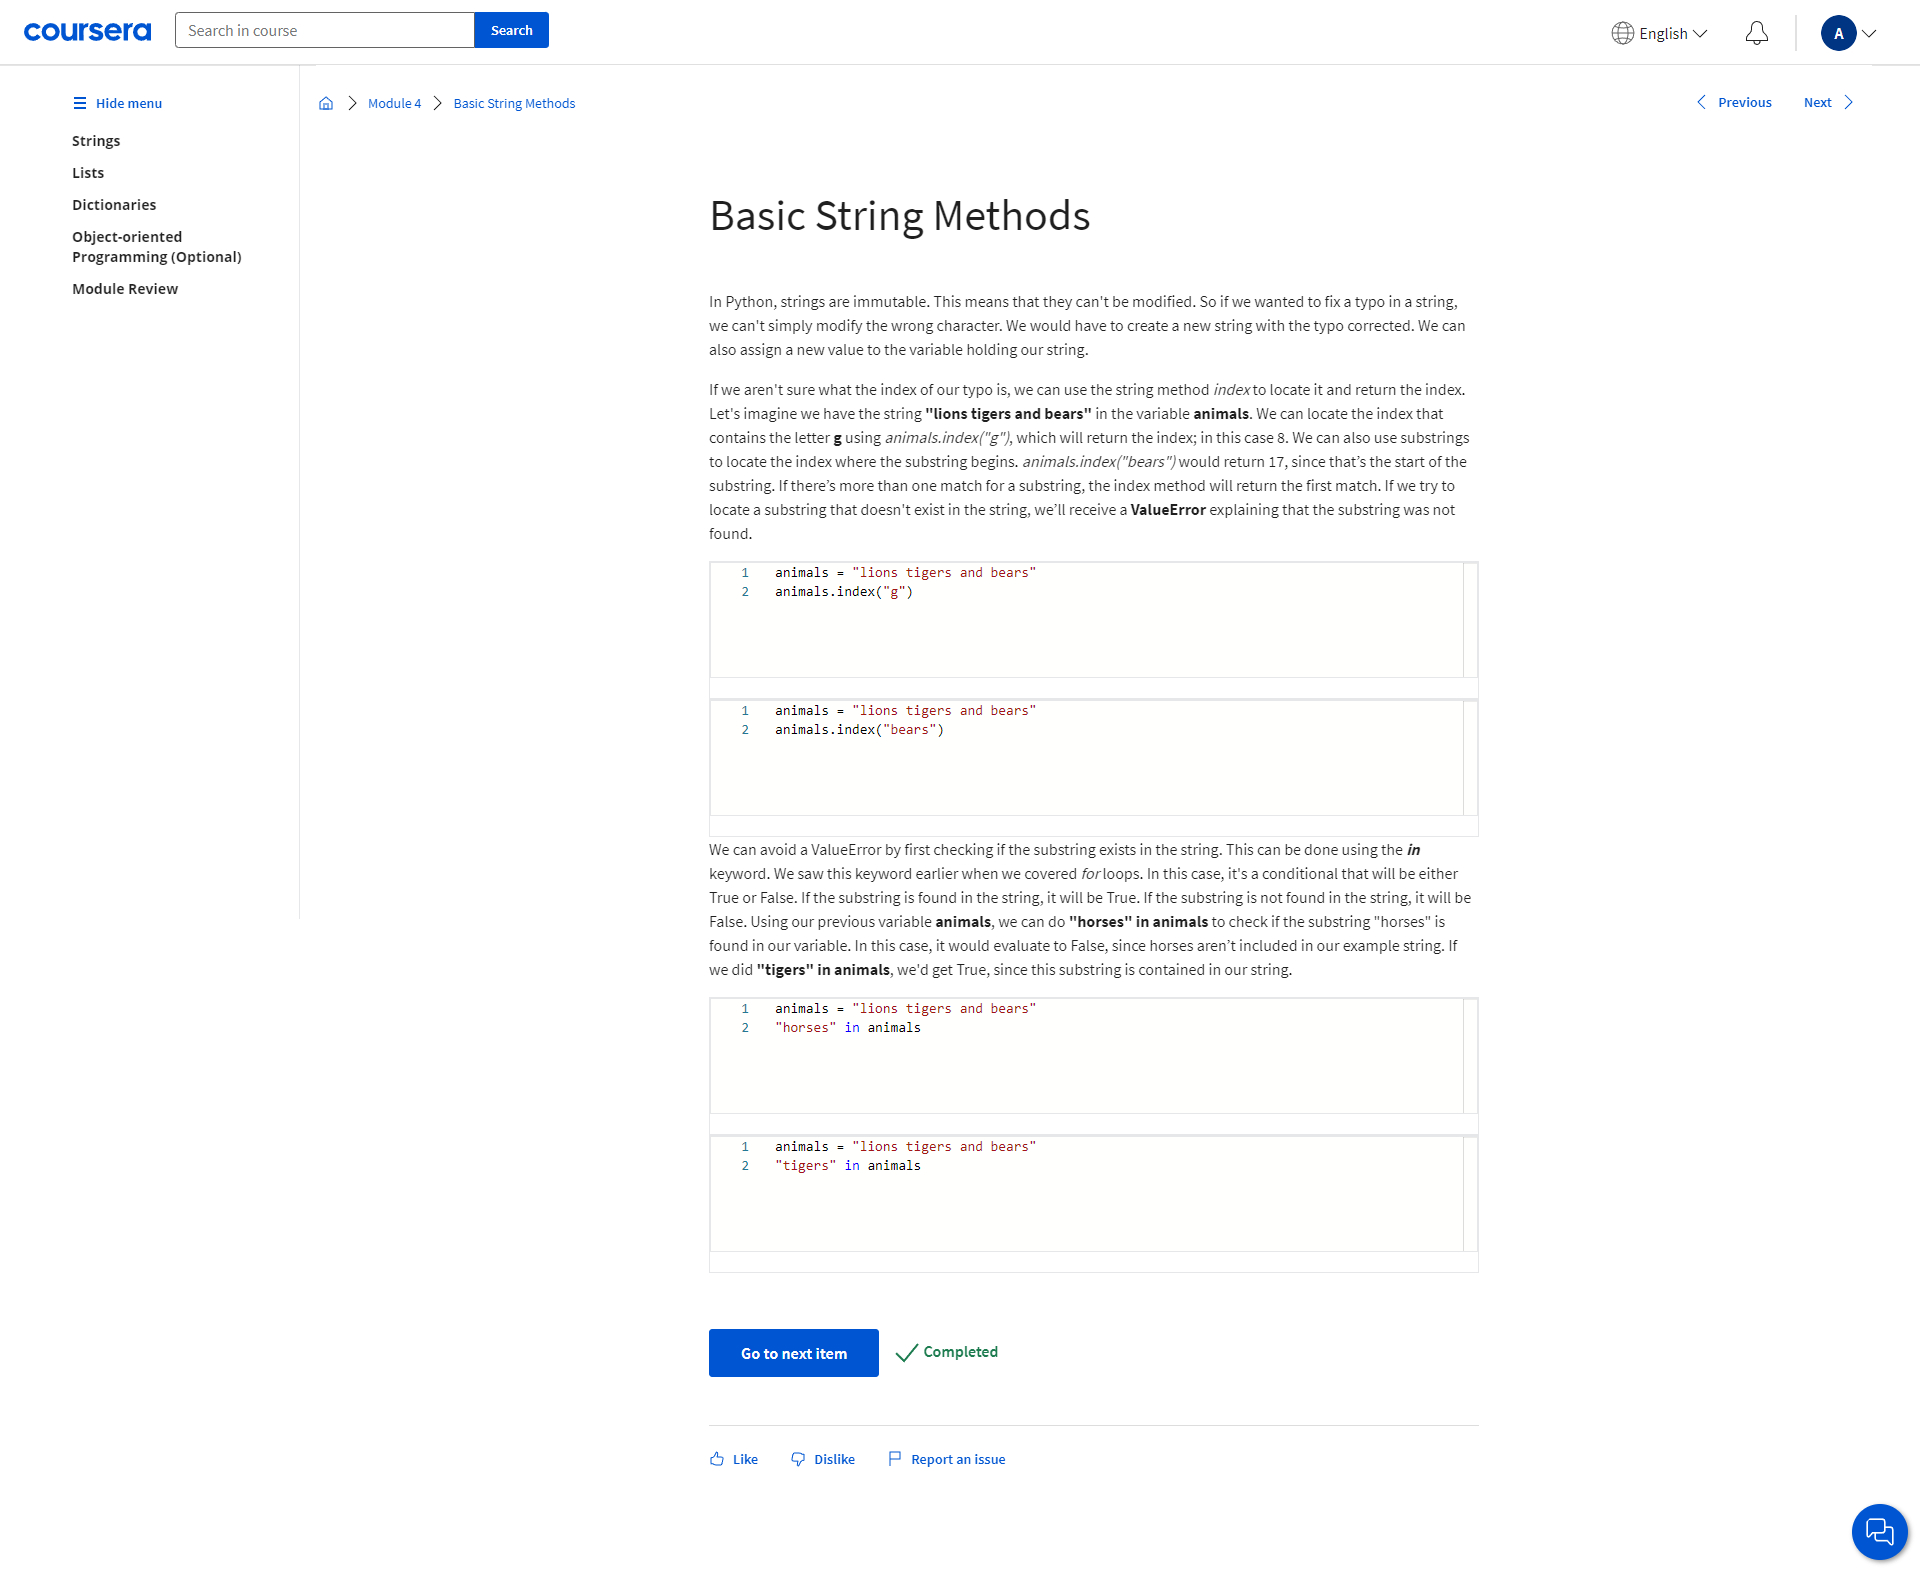 coursera
Search in course
Search
English
A
Hide menu
Strings
Lists
Dictionaries
Object-oriented
Programming (Optional)
Module Review
Module 4
Basic String Methods
Previous
Next
Basic String Methods
In Python, strings are immutable. This means that they can't be modified. So if we wanted to fix a typo in a string,
we can't simply modify the wrong character. We would have to create a new string with the typo corrected. We can
also assign a new value to the variable holding our string.
If we aren't sure what the index of our typo is, we can use the string method index to locate it and return the index.
Let's imagine we have the string "lions tigers and bears" in the variable animals. We can locate the index that
contains the letter g using animals.index("g"), which will return the index; in this case 8. We can also use substrings
to locate the index where the substring begins. animals.index("bears") would return 17, since that’s the start of the
substring. If there’s more than one match for a substring, the index method will return the first match. If we try to
locate a substring that doesn't exist in the string, we’ll receive a ValueError explaining that the substring was not
found.
1 animals = "lions tigers and bears"
2 animals.index("g")
1 animals = "lions tigers and bears"
2 animals.index("bears")
We can avoid a ValueError by first checking if the substring exists in the string. This can be done using the in
keyword. We saw this keyword earlier when we covered for loops. In this case, it's a conditional that will be either
True or False. If the substring is found in the string, it will be True. If the substring is not found in the string, it will be
False. Using our previous variable animals, we can do "horses" in animals to check if the substring "horses" is
found in our variable. In this case, it would evaluate to False, since horses aren’t included in our example string. If
we did "tigers" in animals, we'd get True, since this substring is contained in our string.
1 animals = "lions tigers and bears"
2 "horses" in animals
1 animals = "lions tigers and bears"
2 "tigers" in animals
Go to next item
Completed
Like
Dislike
Report an issue